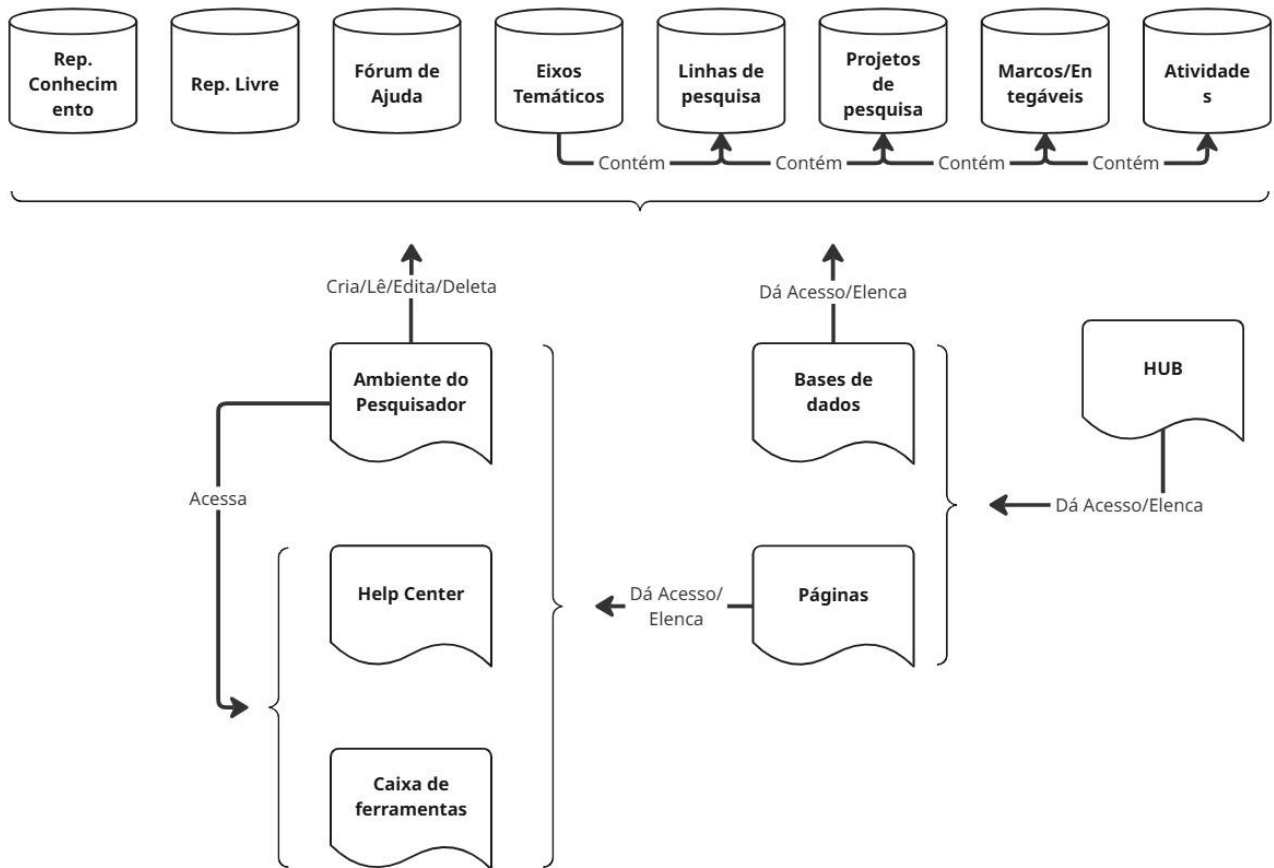 Rep.
Conhecim
ento
Rep. Livre
Fórum de
Ajuda
Eixos
Temáticos
Linhas de
pesquisa
Projetos
de
pesquisa
Marcos/En
tegáveis
Atividade
s
Contém
Contém
Contém
Contém
Cria/Lê/Edita/Deleta
Dá Acesso/Elenca
Ambiente do
Pesquisador
Bases de
dados
HUB
Acessa
Dá Acesso/Elenca
Help Center
Dá Acesso/
Elenca
Páginas
Caixa de
ferramentas